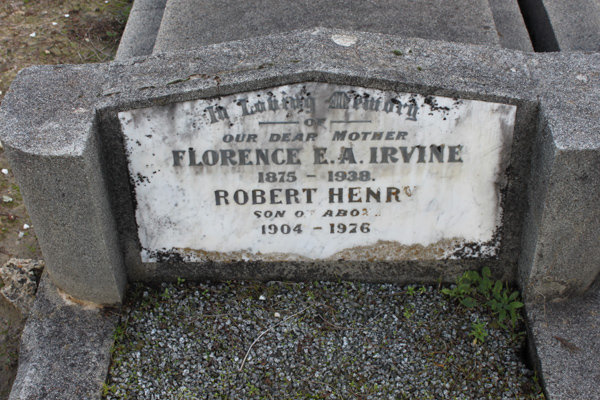 In Loving Memory
OF
OUR DEAR MOTHER
FLORENCE E. A. IRVINE
1875 - 1938.
ROBERT HENRY
SON OF ABOVE
1904 - 1976